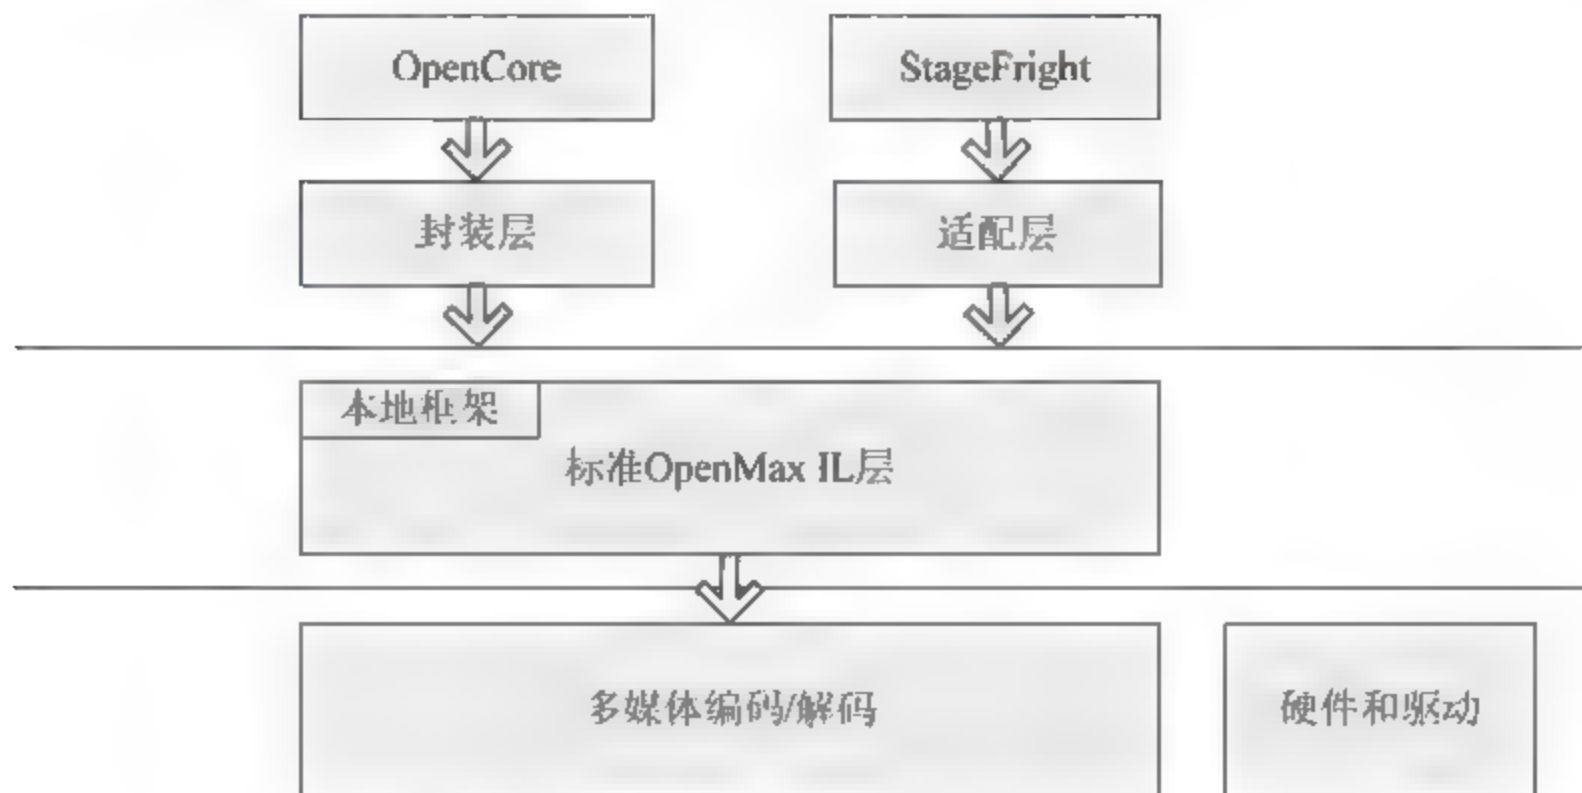 OpenCore
StageFright
封装层
适配层
本地框架
标准OpenMax IL层
多媒体编码/解码
硬件和驱动